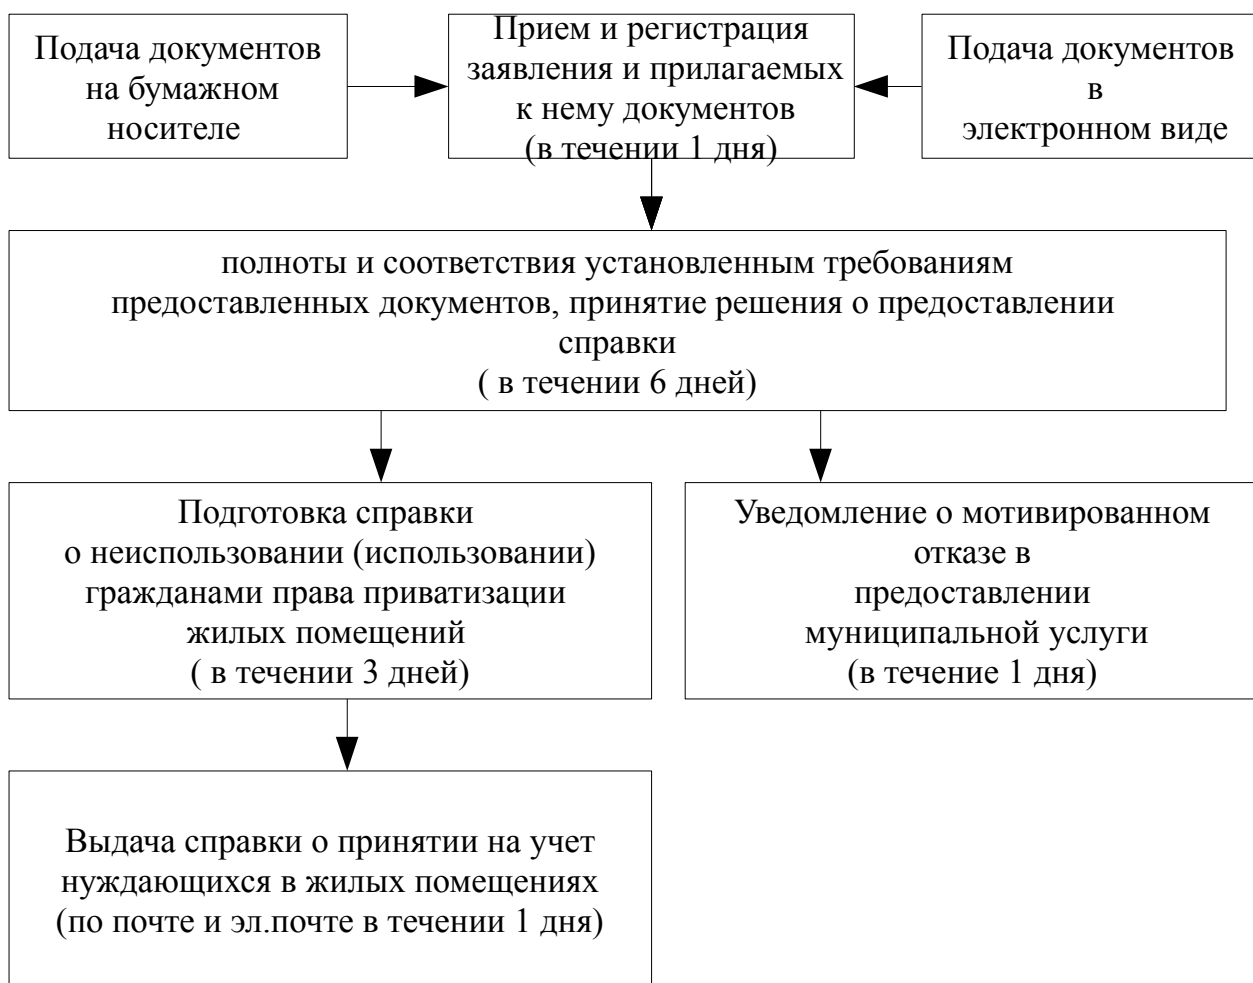 Подача документов
на бумажном
носителе
Прием и регистрация
заявления и прилагаемых
к нему документов
(в течении 1 дня)
Подача документов
в
электронном виде
полноты и соответствия установленным требованиям
предоставленных документов, принятие решения о предоставлении
справки
( в течении 6 дней)
Подготовка справки
о неиспользовании (использовании)
гражданами права приватизации
жилых помещений
( в течении 3 дней)
Уведомление о мотивированном
отказе в
предоставлении
муниципальной услуги
(в течение 1 дня)
Выдача справки о принятии на учет
нуждающихся в жилых помещениях
(по почте и эл.почте в течении 1 дня)